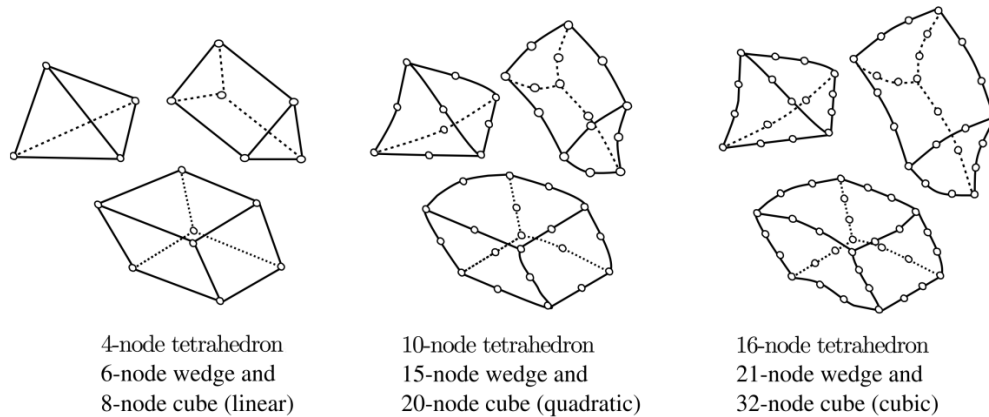 4-node tetrahedron
6-node wedge and
8-node cube (linear)
10-node tetrahedron
15-node wedge and
20-node cube (quadratic)
16-node tetrahedron
21-node wedge and
32-node cube (cubic)